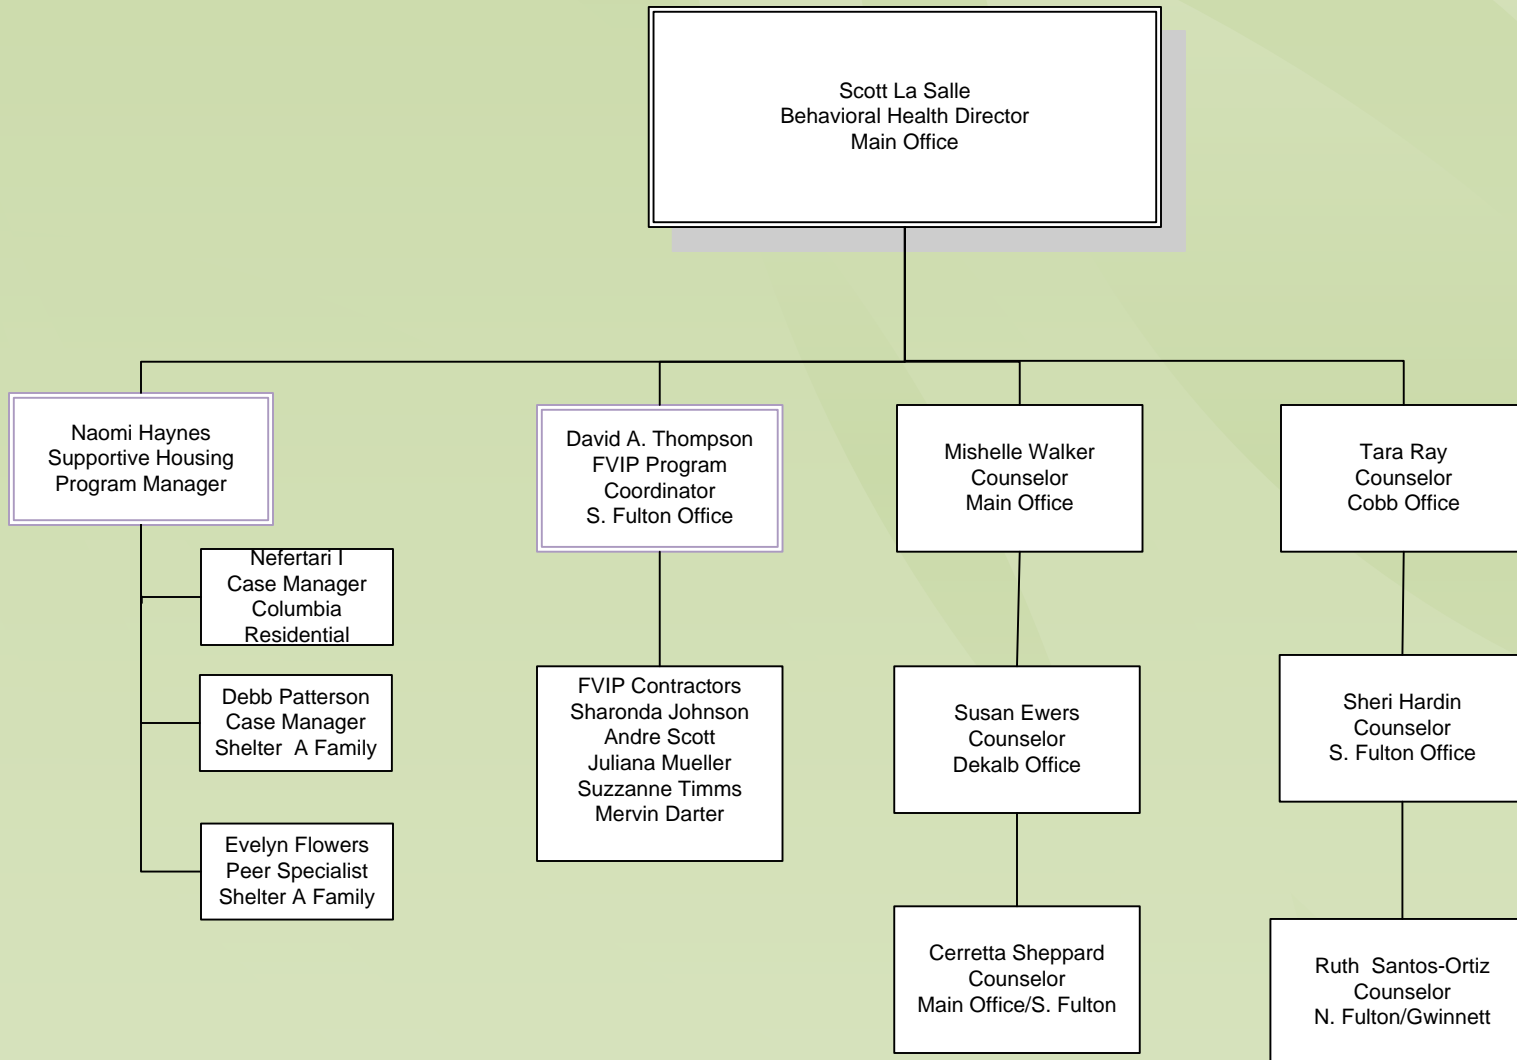 Scott La Salle
Behavioral Health Director
Main Office
Naomi Haynes
Supportive Housing
Program Manager
David A. Thompson
FVIP Program
Coordinator
S. Fulton Office
Mishelle Walker
Counselor
Main Office
Tara Ray
Counselor
Cobb Office
Nefertari I
Case Manager
Columbia
Residential
Debb Patterson
Case Manager
Shelter A Family
Evelyn Flowers
Peer Specialist
Shelter A Family
FVIP Contractors
Sharonda Johnson
Andre Scott
Juliana Mueller
Suzzanne Timms
Mervin Darter
Susan Ewers
Counselor
Dekalb Office
Sheri Hardin
Counselor
S. Fulton Office
Cerretta Sheppard
Counselor
Main Office/S. Fulton
Ruth Santos-Ortiz
Counselor
N. Fulton/Gwinnett